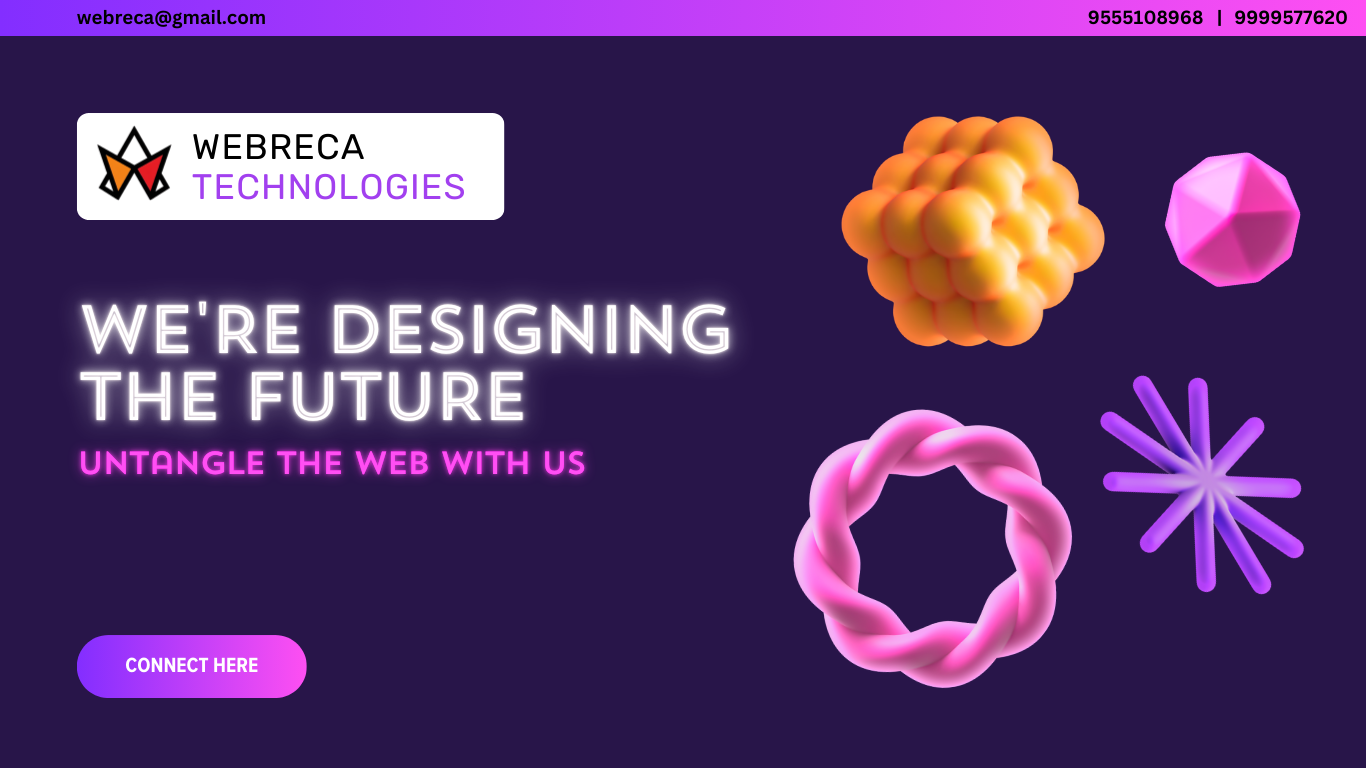 webreca@gmail.com
9555108968 | 9999577620
WEBRECA
TECHNOLOGIES
WE'RE DESIGNING
THE FUTURE
UNTANGLE THE WEB WITH US
CONNECT HERE